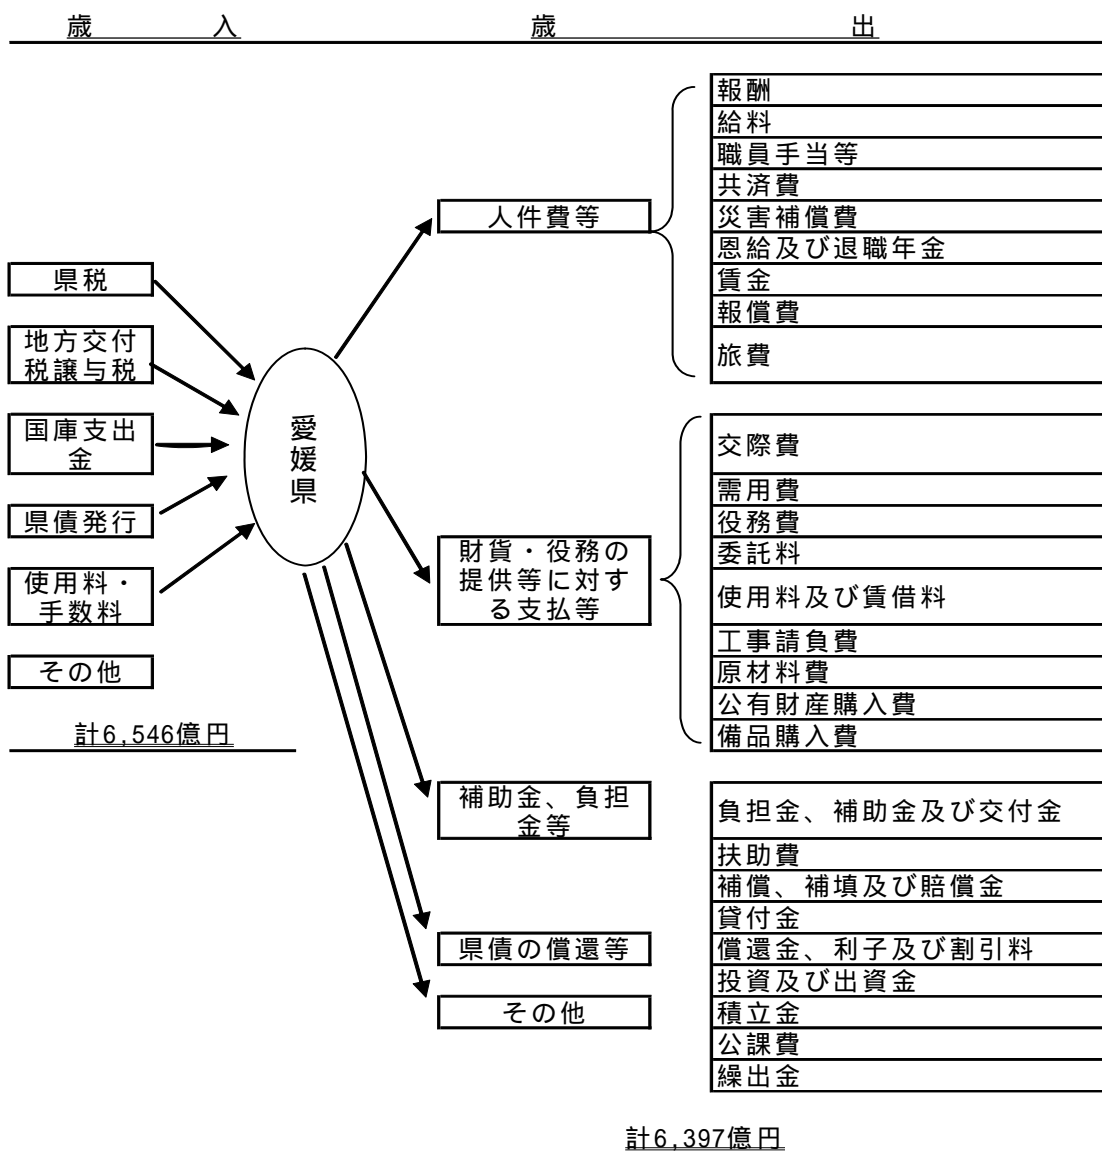 歳　入
歳　出
県税
地方交付
税譲与税
国庫支出
金
県債発行
使用料・
手数料
その他
計6,546億円
愛媛県
人件費等
財貨・役務の
提供等に対す
る支払等
補助金、負担
金等
県債の償還等
その他
報酬
給料
職員手当等
共済費
災害補償費
恩給及び退職年金
賃金
報償費
旅費
交際費
需用費
役務費
委託料
使用料及び賃借料
工事請負費
原材料費
公有財産購入費
備品購入費
負担金、補助金及び交付金
扶助費
補償、補填及び賠償金
貸付金
償還金、利子及び割引料
投資及び出資金
積立金
公課費
繰出金
計6,397億円